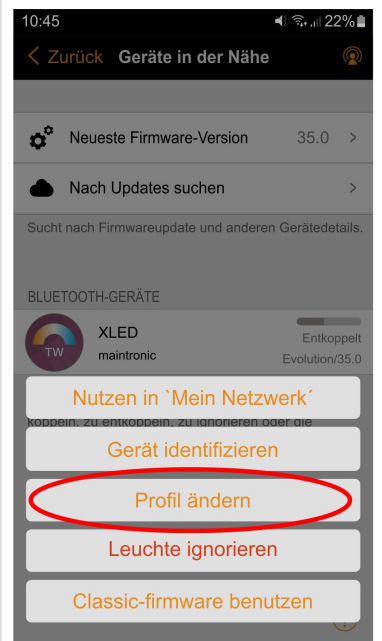 10:45
22%
Zurück Geräte in der Nähe
Neueste Firmware-Version 35.0
Nach Updates suchen
Sucht nach Firmwareupdate und anderen Gerätedetails.
BLUETOOTH-GERÄTE
XLED
Entkoppelt
TW
maintronic
Evolution/35.0
Nutzen in `Mein Netzwerk´
koppeln, zu entkoppeln, zu ignorieren oder die
Gerät identifizieren
Profil ändern
Leuchte ignorieren
Classic-firmware benutzen